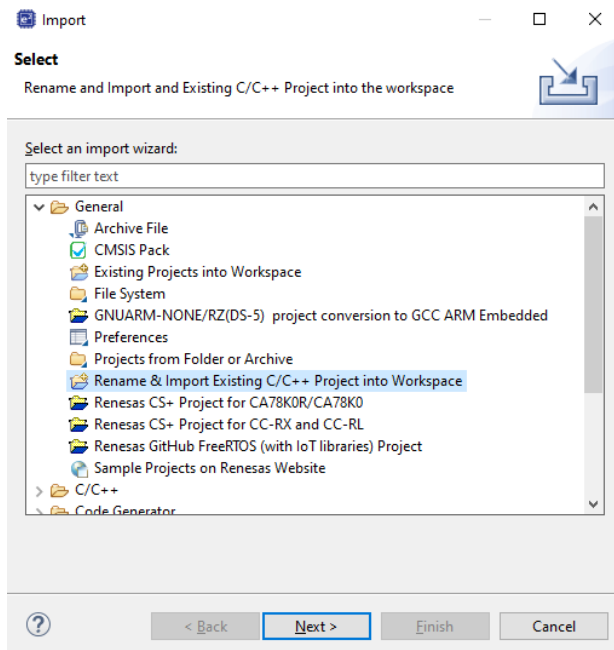 Import
Select
Rename and Import and Existing C/C++ Project into the workspace
Select an import wizard:
type filter text
General
Archive File
CMSIS Pack
Existing Projects into Workspace
File System
GNUARM-NONE/RZ(DS-5) project conversion to GCC ARM Embedded
Preferences
Projects from Folder or Archive
Rename & Import Existing C/C++ Project into Workspace
Renesas CS+ Project for CA78K0R/CA78K0
Renesas CS+ Project for CC-RX and CC-RL
Renesas GitHub FreeRTOS (with IoT libraries) Project
Sample Projects on Renesas Website
C/C++
Code Generator
? < Back Next > Finish Cancel